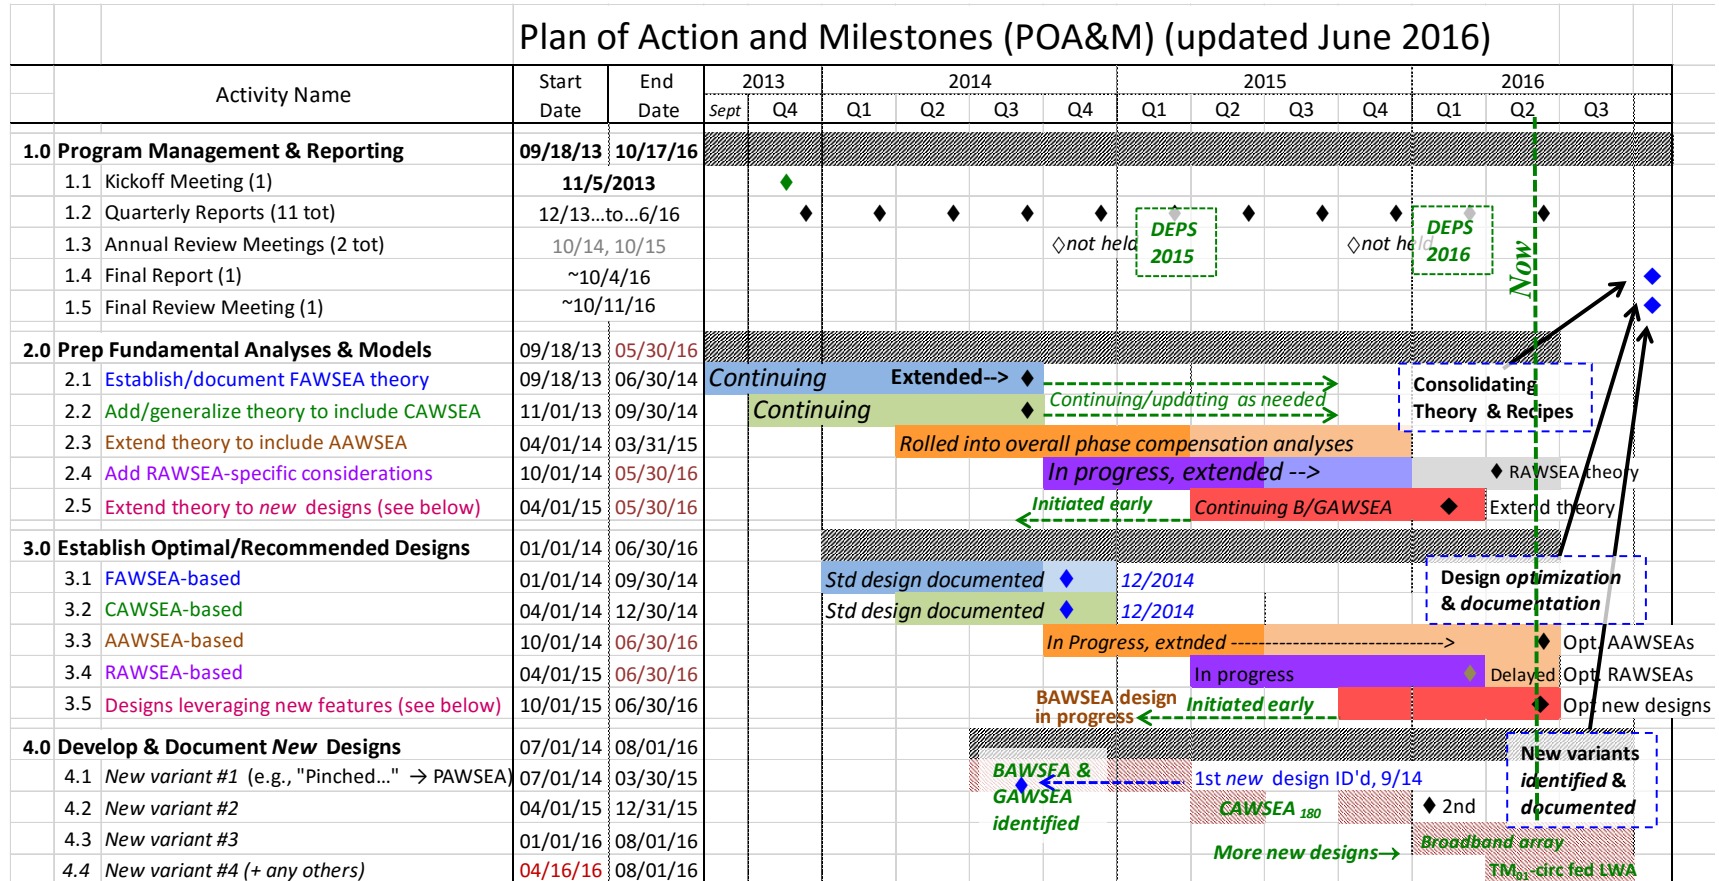 Plan of Action and Milestones (POA&M) (updated June 2016)
Activity Name Start Date End Date 2013 2014 2015 2016
Sept Q4 Q1 Q2 Q3 Q4 Q1 Q2 Q3 Q4 Q1 Q2 Q3
1.0 Program Management & Reporting 09/18/13 10/17/16
1.1 Kickoff Meeting (1) 11/5/2013
1.2 Quarterly Reports (11 tot) 12/13...to...6/16
1.3 Annual Review Meetings (2 tot) 10/14, 10/15 ◊not held DEPS 2015 ◊not held DEPS 2016
Now
1.4 Final Report (1) ~10/4/16
1.5 Final Review Meeting (1) ~10/11/16
2.0 Prep Fundamental Analyses & Models 09/18/13 05/30/16
2.1 Establish/document FAWSEA theory 09/18/13 06/30/14 Continuing Extended-->
2.2 Add/generalize theory to include CAWSEA 11/01/13 09/30/14 Continuing Continuing/updating as needed
Consolidating
Theory & Recipes
2.3 Extend theory to include AAWSEA 04/01/14 03/31/15 Rolled into overall phase compensation analyses
2.4 Add RAWSEA-specific considerations 10/01/14 05/30/16 In progress, extended --> RAWSEA theory
2.5 Extend theory to new designs (see below) 04/01/15 05/30/16 Initiated early Continuing B/GAWSEA Extend theory
3.0 Establish Optimal/Recommended Designs 01/01/14 06/30/16
3.1 FAWSEA-based 01/01/14 09/30/14 Std design documented 12/2014
3.2 CAWSEA-based 04/01/14 12/30/14 Std design documented 12/2014
Design optimization
& documentation
3.3 AAWSEA-based 10/01/14 06/30/16 In Progress, extnded ----------------------------> Opt. AAWSEAs
3.4 RAWSEA-based 04/01/15 06/30/16 In progress Delayed Opt. RAWSEAs
3.5 Designs leveraging new features (see below) 10/01/15 06/30/16 BAWSEA design in progress Initiated early Opt new designs
4.0 Develop & Document New Designs 07/01/14 08/01/16
4.1 New variant #1 (e.g., "Pinched..." → PAWSEA) 07/01/14 03/30/15 BAWSEA & GAWSEA identified 1st new design ID'd, 9/14
New variants
identified &
documented
4.2 New variant #2 04/01/15 12/31/15 CAWSEA 180 2nd
4.3 New variant #3 01/01/16 08/01/16 More new designs→ Broadband array
4.4 New variant #4 (+ any others) 04/16/16 08/01/16 TM01-circ fed LWA